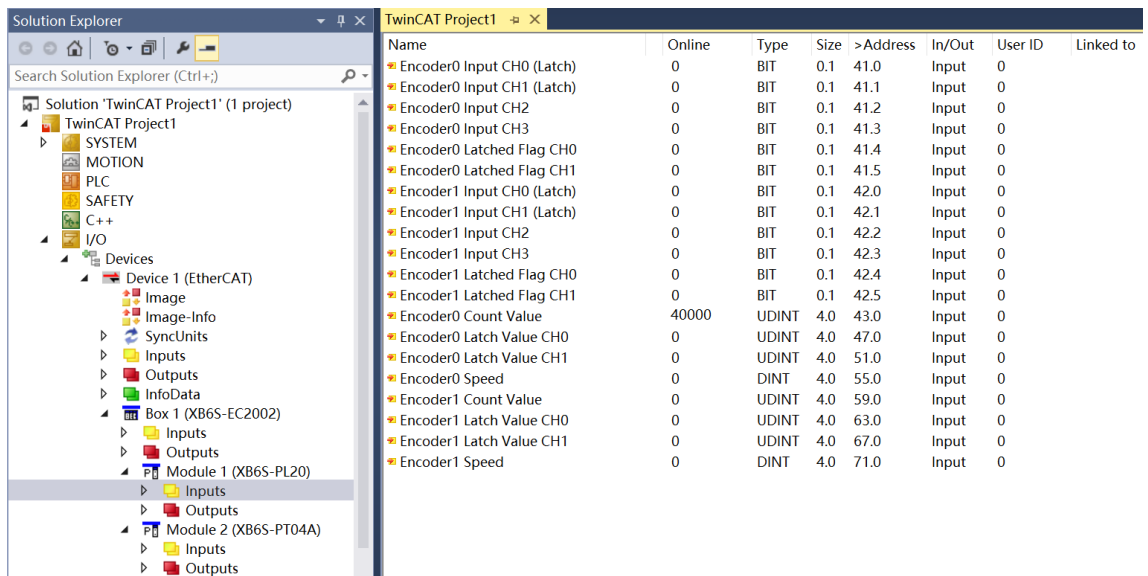 Solution Explorer
Search Solution Explorer (Ctrl+;)
Solution 'TwinCAT Project1' (1 project)
TwinCAT Project1
SYSTEM
MOTION
PLC
SAFETY
C++
I/O
Devices
Device 1 (EtherCAT)
Image
Image-Info
SyncUnits
Inputs
Outputs
InfoData
Box 1 (XB6S-EC2002)
Inputs
Outputs
Module 1 (XB6S-PL20)
Inputs
Outputs
Module 2 (XB6S-PT04A)
Inputs
Outputs
TwinCAT Project1
Name Online Type Size >Address In/Out User ID Linked to
Encoder0 Input CH0 (Latch) 0 BIT 0.1 41.0 Input 0
Encoder0 Input CH1 (Latch) 0 BIT 0.1 41.1 Input 0
Encoder0 Input CH2 0 BIT 0.1 41.2 Input 0
Encoder0 Input CH3 0 BIT 0.1 41.3 Input 0
Encoder0 Latched Flag CH0 0 BIT 0.1 41.4 Input 0
Encoder0 Latched Flag CH1 0 BIT 0.1 41.5 Input 0
Encoder1 Input CH0 (Latch) 0 BIT 0.1 42.0 Input 0
Encoder1 Input CH1 (Latch) 0 BIT 0.1 42.1 Input 0
Encoder1 Input CH2 0 BIT 0.1 42.2 Input 0
Encoder1 Input CH3 0 BIT 0.1 42.3 Input 0
Encoder1 Latched Flag CH0 0 BIT 0.1 42.4 Input 0
Encoder1 Latched Flag CH1 0 BIT 0.1 42.5 Input 0
Encoder0 Count Value 40000 UDINT 4.0 43.0 Input 0
Encoder0 Latch Value CH0 0 UDINT 4.0 47.0 Input 0
Encoder0 Latch Value CH1 0 UDINT 4.0 51.0 Input 0
Encoder0 Speed 0 DINT 4.0 55.0 Input 0
Encoder1 Count Value 0 UDINT 4.0 59.0 Input 0
Encoder1 Latch Value CH0 0 UDINT 4.0 63.0 Input 0
Encoder1 Latch Value CH1 0 UDINT 4.0 67.0 Input 0
Encoder1 Speed 0 DINT 4.0 71.0 Input 0